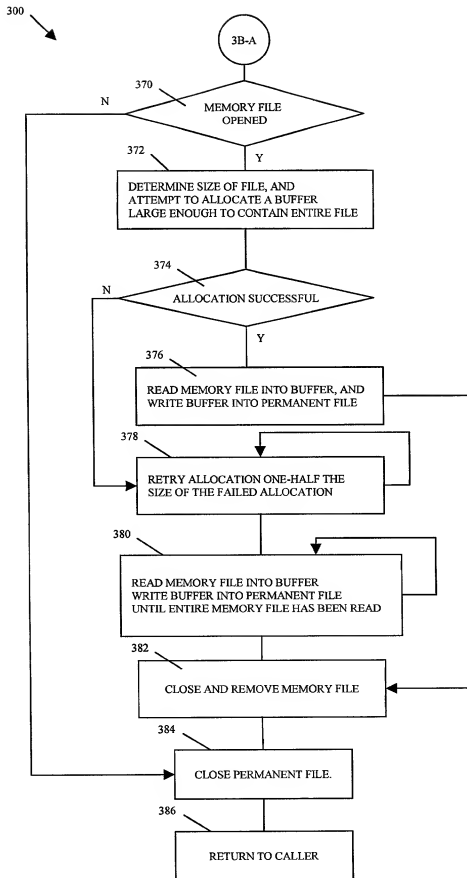 300
3B-A
370
N
MEMORY FILE
OPENED
372
Y
DETERMINE SIZE OF FILE, AND
ATTEMPT TO ALLOCATE A BUFFER
LARGE ENOUGH TO CONTAIN ENTIRE FILE
374
N
ALLOCATION SUCCESSFUL
Y
376
READ MEMORY FILE INTO BUFFER, AND
WRITE BUFFER INTO PERMANENT FILE
378
RETRY ALLOCATION ONE-HALF THE
SIZE OF THE FAILED ALLOCATION
380
READ MEMORY FILE INTO BUFFER
WRITE BUFFER INTO PERMANENT FILE
UNTIL ENTIRE MEMORY FILE HAS BEEN READ
382
CLOSE AND REMOVE MEMORY FILE
384
CLOSE PERMANENT FILE.
386
RETURN TO CALLER